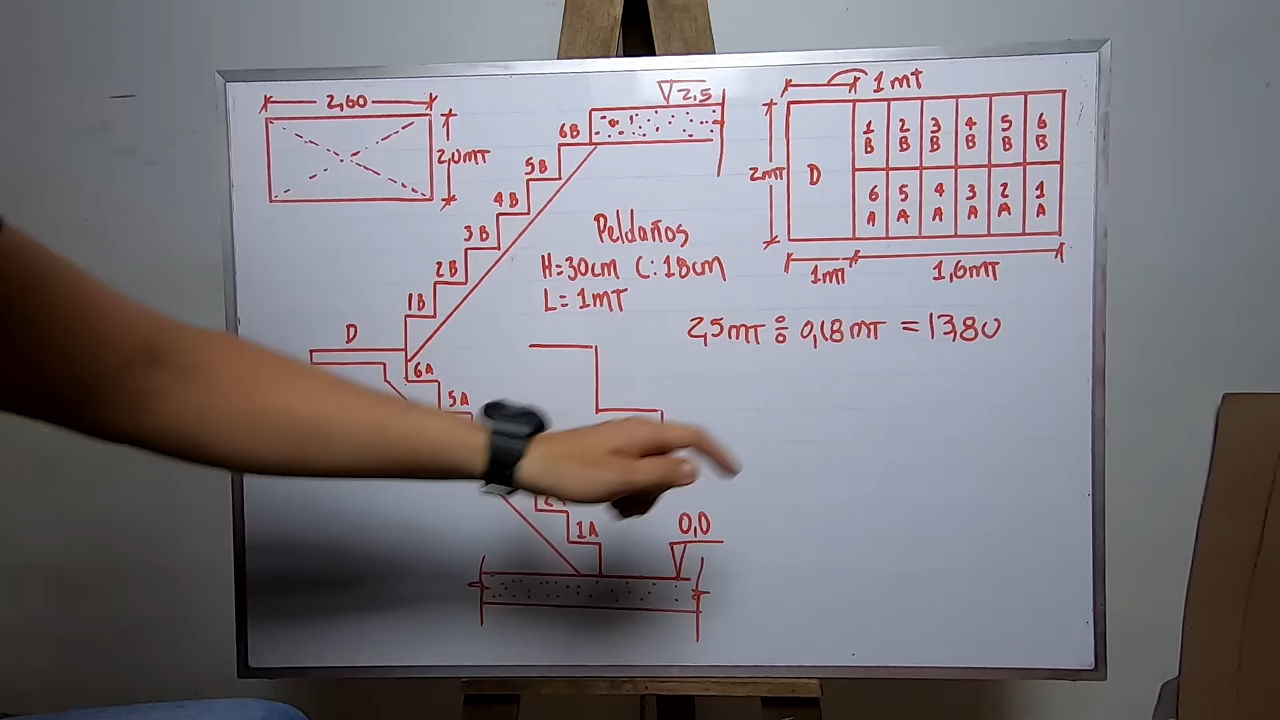 2,60
2,0mT
2,5
6B
5B
4B
3B
2B
1B
D
6A
5A
1A
0,0
Peldaños
H=30cm C:18cm
L= 1mT
1mT
2mT
D
1B 2B 3B 4B 5B 6B
6A 5A 4A 3A 2A 1A
1mT 1,6mT
2,5mT ÷ 0,18mT = 13,80